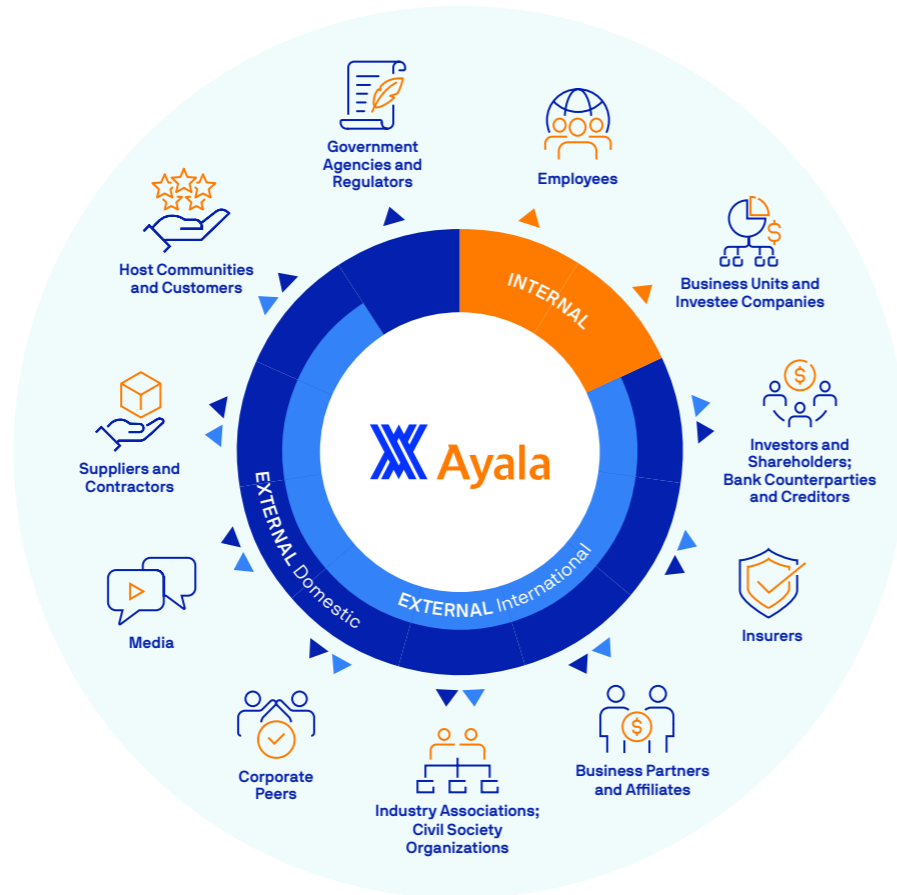 Government
Agencies and
Regulators
Employees
Business Units and
Investee Companies
Investors and
Shareholders;
Bank Counterparties
and Creditors
Insurers
Business Partners
and Affiliates
Industry Associations;
Civil Society
Organizations
Corporate
Peers
Media
Suppliers and
Contractors
Host Communities
and Customers
INTERNAL
EXTERNAL Domestic
EXTERNAL International
Ayala
$
$
$